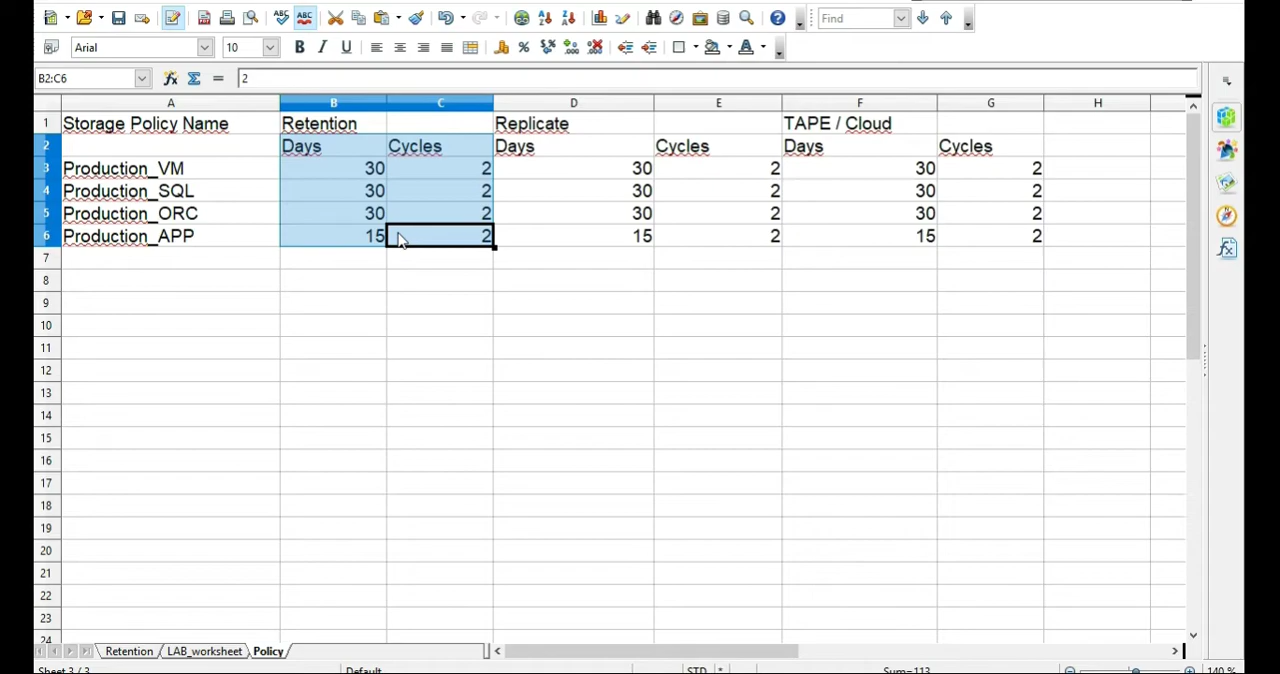 Find
Arial 10
B2:C6 2
A B C D E F G H
1 Storage Policy Name Retention Replicate TAPE / Cloud
2 Days Cycles Days Cycles Days Cycles
3 Production_VM 30 2 30 2 30 2
4 Production_SQL 30 2 30 2 30 2
5 Production_ORC 30 2 30 2 30 2
6 Production_APP 15 2 15 2 15 2
7
8
9
10
11
12
13
14
15
16
17
18
19
20
21
22
23
24
Retention LAB_worksheet Policy
Sheet 3 / 3 Default STD * Sum=113 140 %